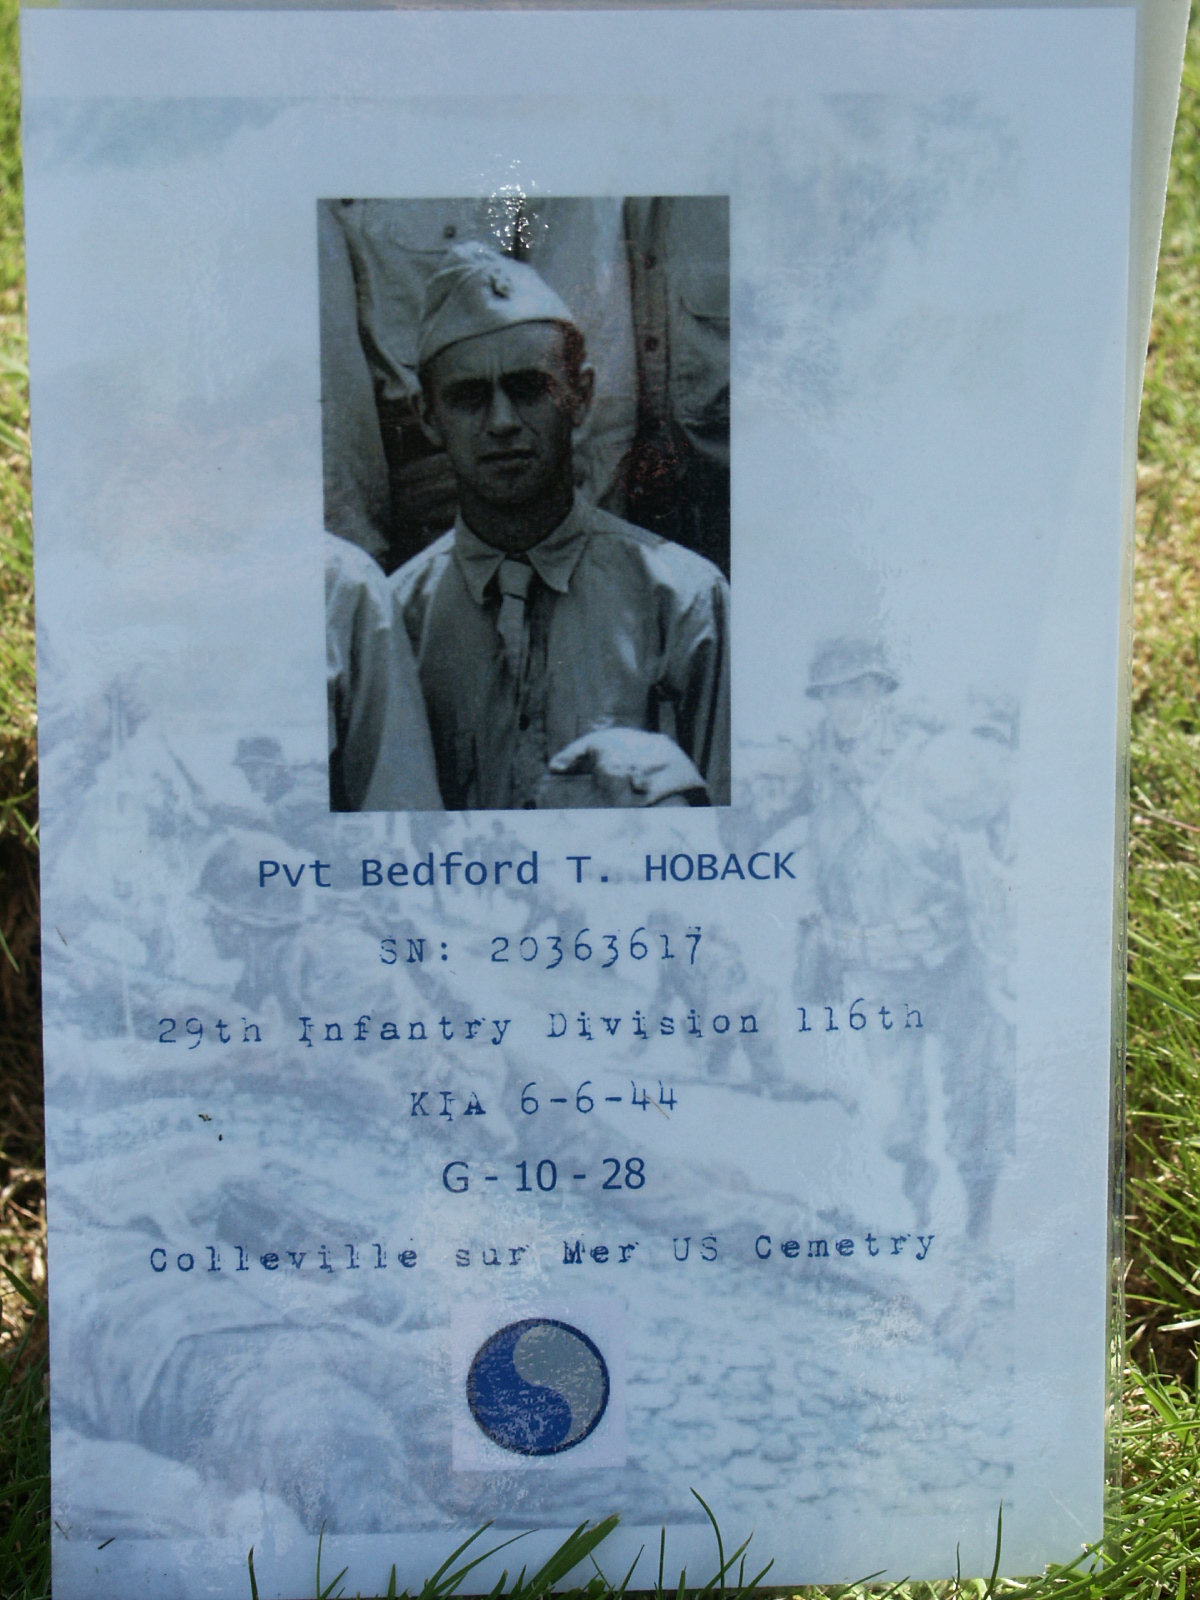 Pvt Bedford T. HOBACK
SN: 20363617
29th Infantry Division 116th
KIA 6-6-44
G - 10 - 28
Colleville sur Mer US Cemetry